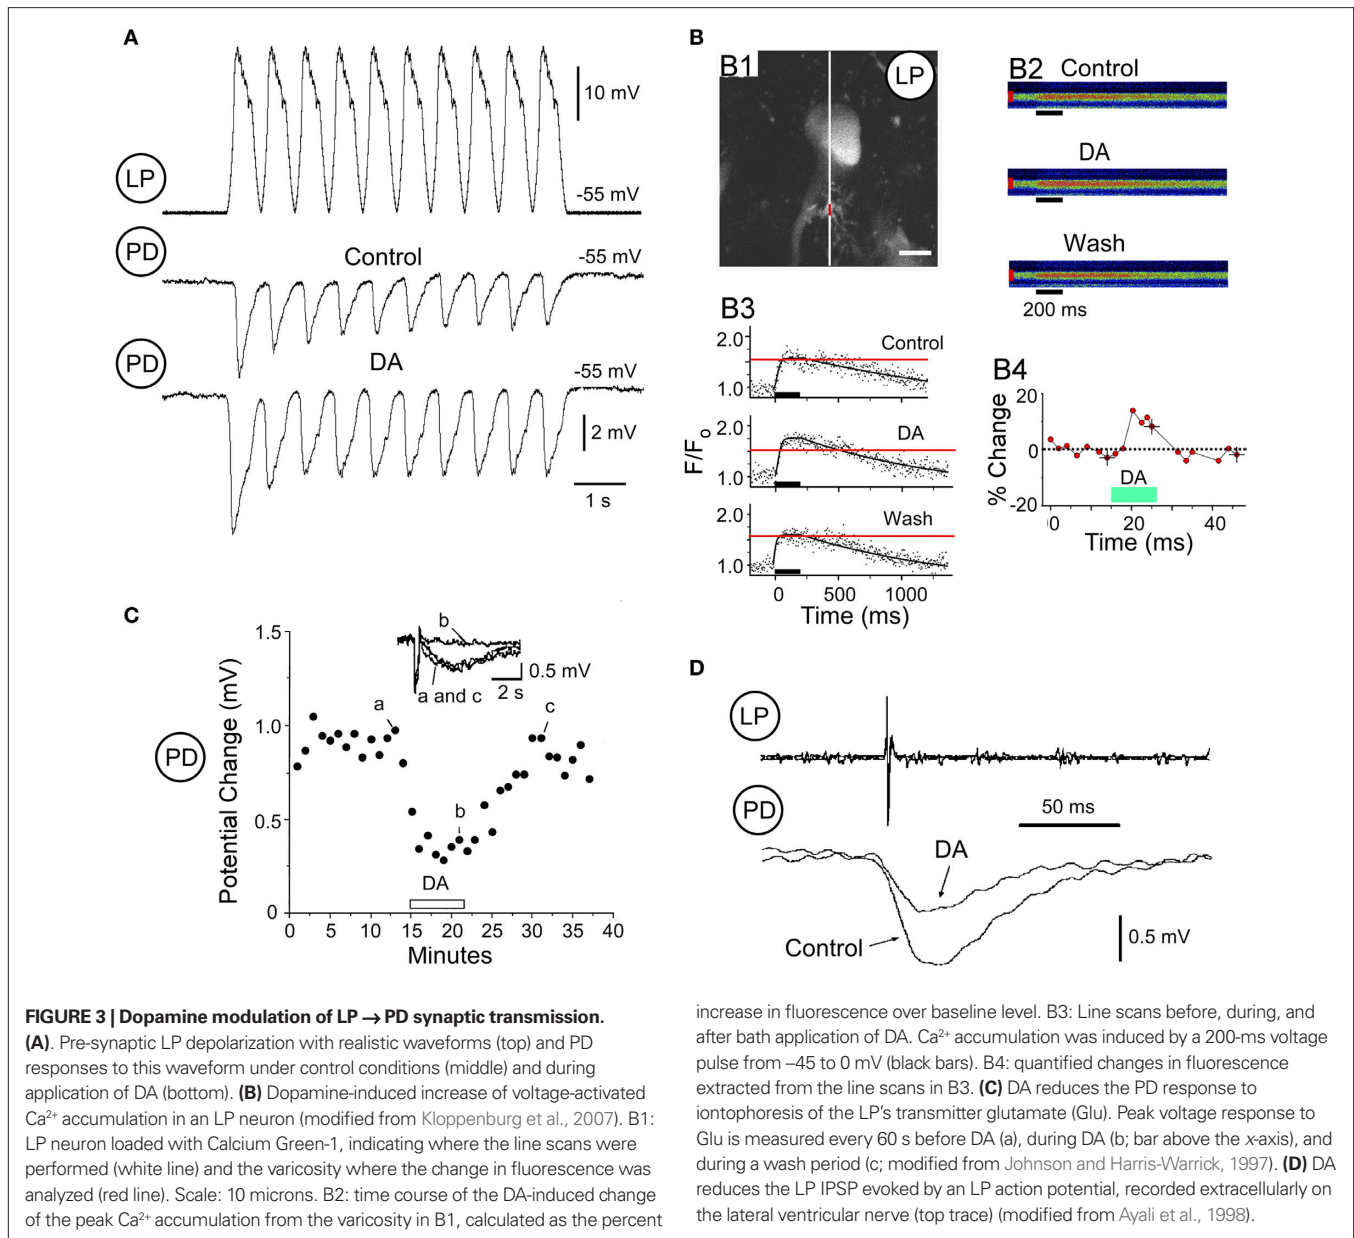 A
10 mV
LP
-55 mV
PD
Control
-55 mV
PD
DA
-55 mV
2 mV
1 s
B
B1
LP
B2
Control
DA
Wash
200 ms
B3
2.0
Control
1.0
2.0
DA
1.0
2.0
Wash
1.0
F/Fo
0
500
1000
Time (ms)
B4
20
0
-20
% Change
DA
0
20
40
Time (ms)
C
1.5
1.0
0.5
0
Potential Change (mV)
PD
b
0.5 mV
a and c
2 s
a
c
b
DA
0
5
10
15
20
25
30
35
40
Minutes
D
LP
PD
50 ms
DA
Control
0.5 mV
FIGURE 3 | Dopamine modulation of LP → PD synaptic transmission.
(A). Pre-synaptic LP depolarization with realistic waveforms (top) and PD
responses to this waveform under control conditions (middle) and during
application of DA (bottom). (B) Dopamine-induced increase of voltage-activated
Ca²⁺ accumulation in an LP neuron (modified from Kloppenburg et al., 2007). B1:
LP neuron loaded with Calcium Green-1, indicating where the line scans were
performed (white line) and the varicosity where the change in fluorescence was
analyzed (red line). Scale: 10 microns. B2: time course of the DA-induced change
of the peak Ca²⁺ accumulation from the varicosity in B1, calculated as the percent
increase in fluorescence over baseline level. B3: Line scans before, during, and
after bath application of DA. Ca²⁺ accumulation was induced by a 200-ms voltage
pulse from –45 to 0 mV (black bars). B4: quantified changes in fluorescence
extracted from the line scans in B3. (C) DA reduces the PD response to
iontophoresis of the LP's transmitter glutamate (Glu). Peak voltage response to
Glu is measured every 60 s before DA (a), during DA (b; bar above the x-axis), and
during a wash period (c; modified from Johnson and Harris-Warrick, 1997). (D) DA
reduces the LP IPSP evoked by an LP action potential, recorded extracellularly on
the lateral ventricular nerve (top trace) (modified from Ayali et al., 1998).